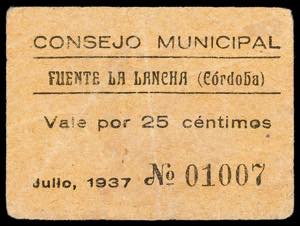 CONSEJO MUNICIPAL
FUENTE LA LANCHA (Córdoba)
Vale por 25 céntimos
Julio, 1937 No 01007